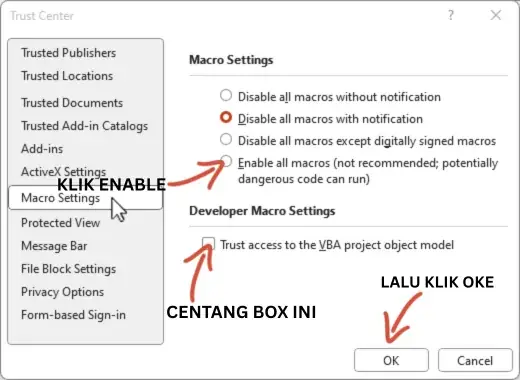 Trust Center
? ×
Trusted Publishers
Trusted Locations
Trusted Documents
Trusted Add-in Catalogs
Add-ins
ActiveX Settings
Macro Settings
Protected View
Message Bar
File Block Settings
Privacy Options
Form-based Sign-in
Macro Settings
Disable all macros without notification
Disable all macros with notification
Disable all macros except digitally signed macros
Enable all macros (not recommended; potentially
dangerous code can run)
KLIK ENABLE
Developer Macro Settings
Trust access to the VBA project object model
CENTANG BOX INI
LALU KLIK OKE
OK
Cancel